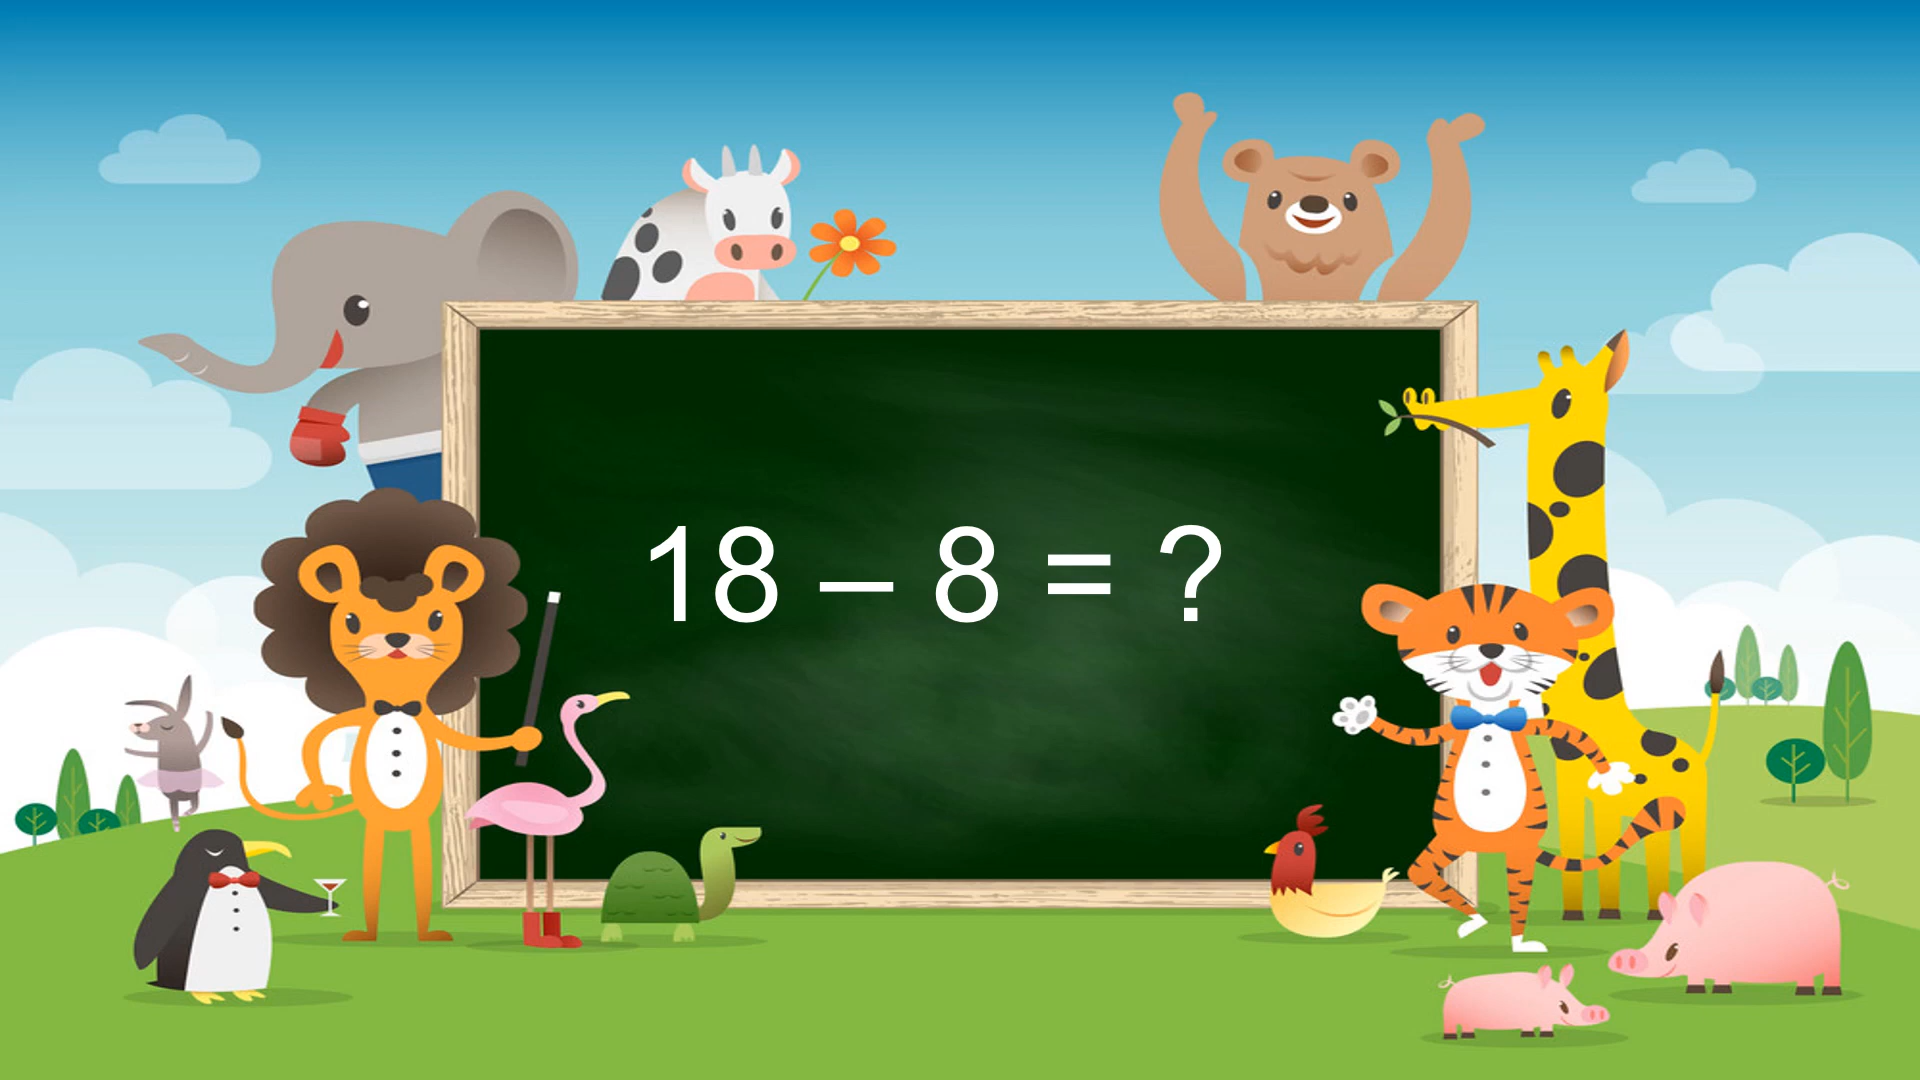 18 – 8 = ?